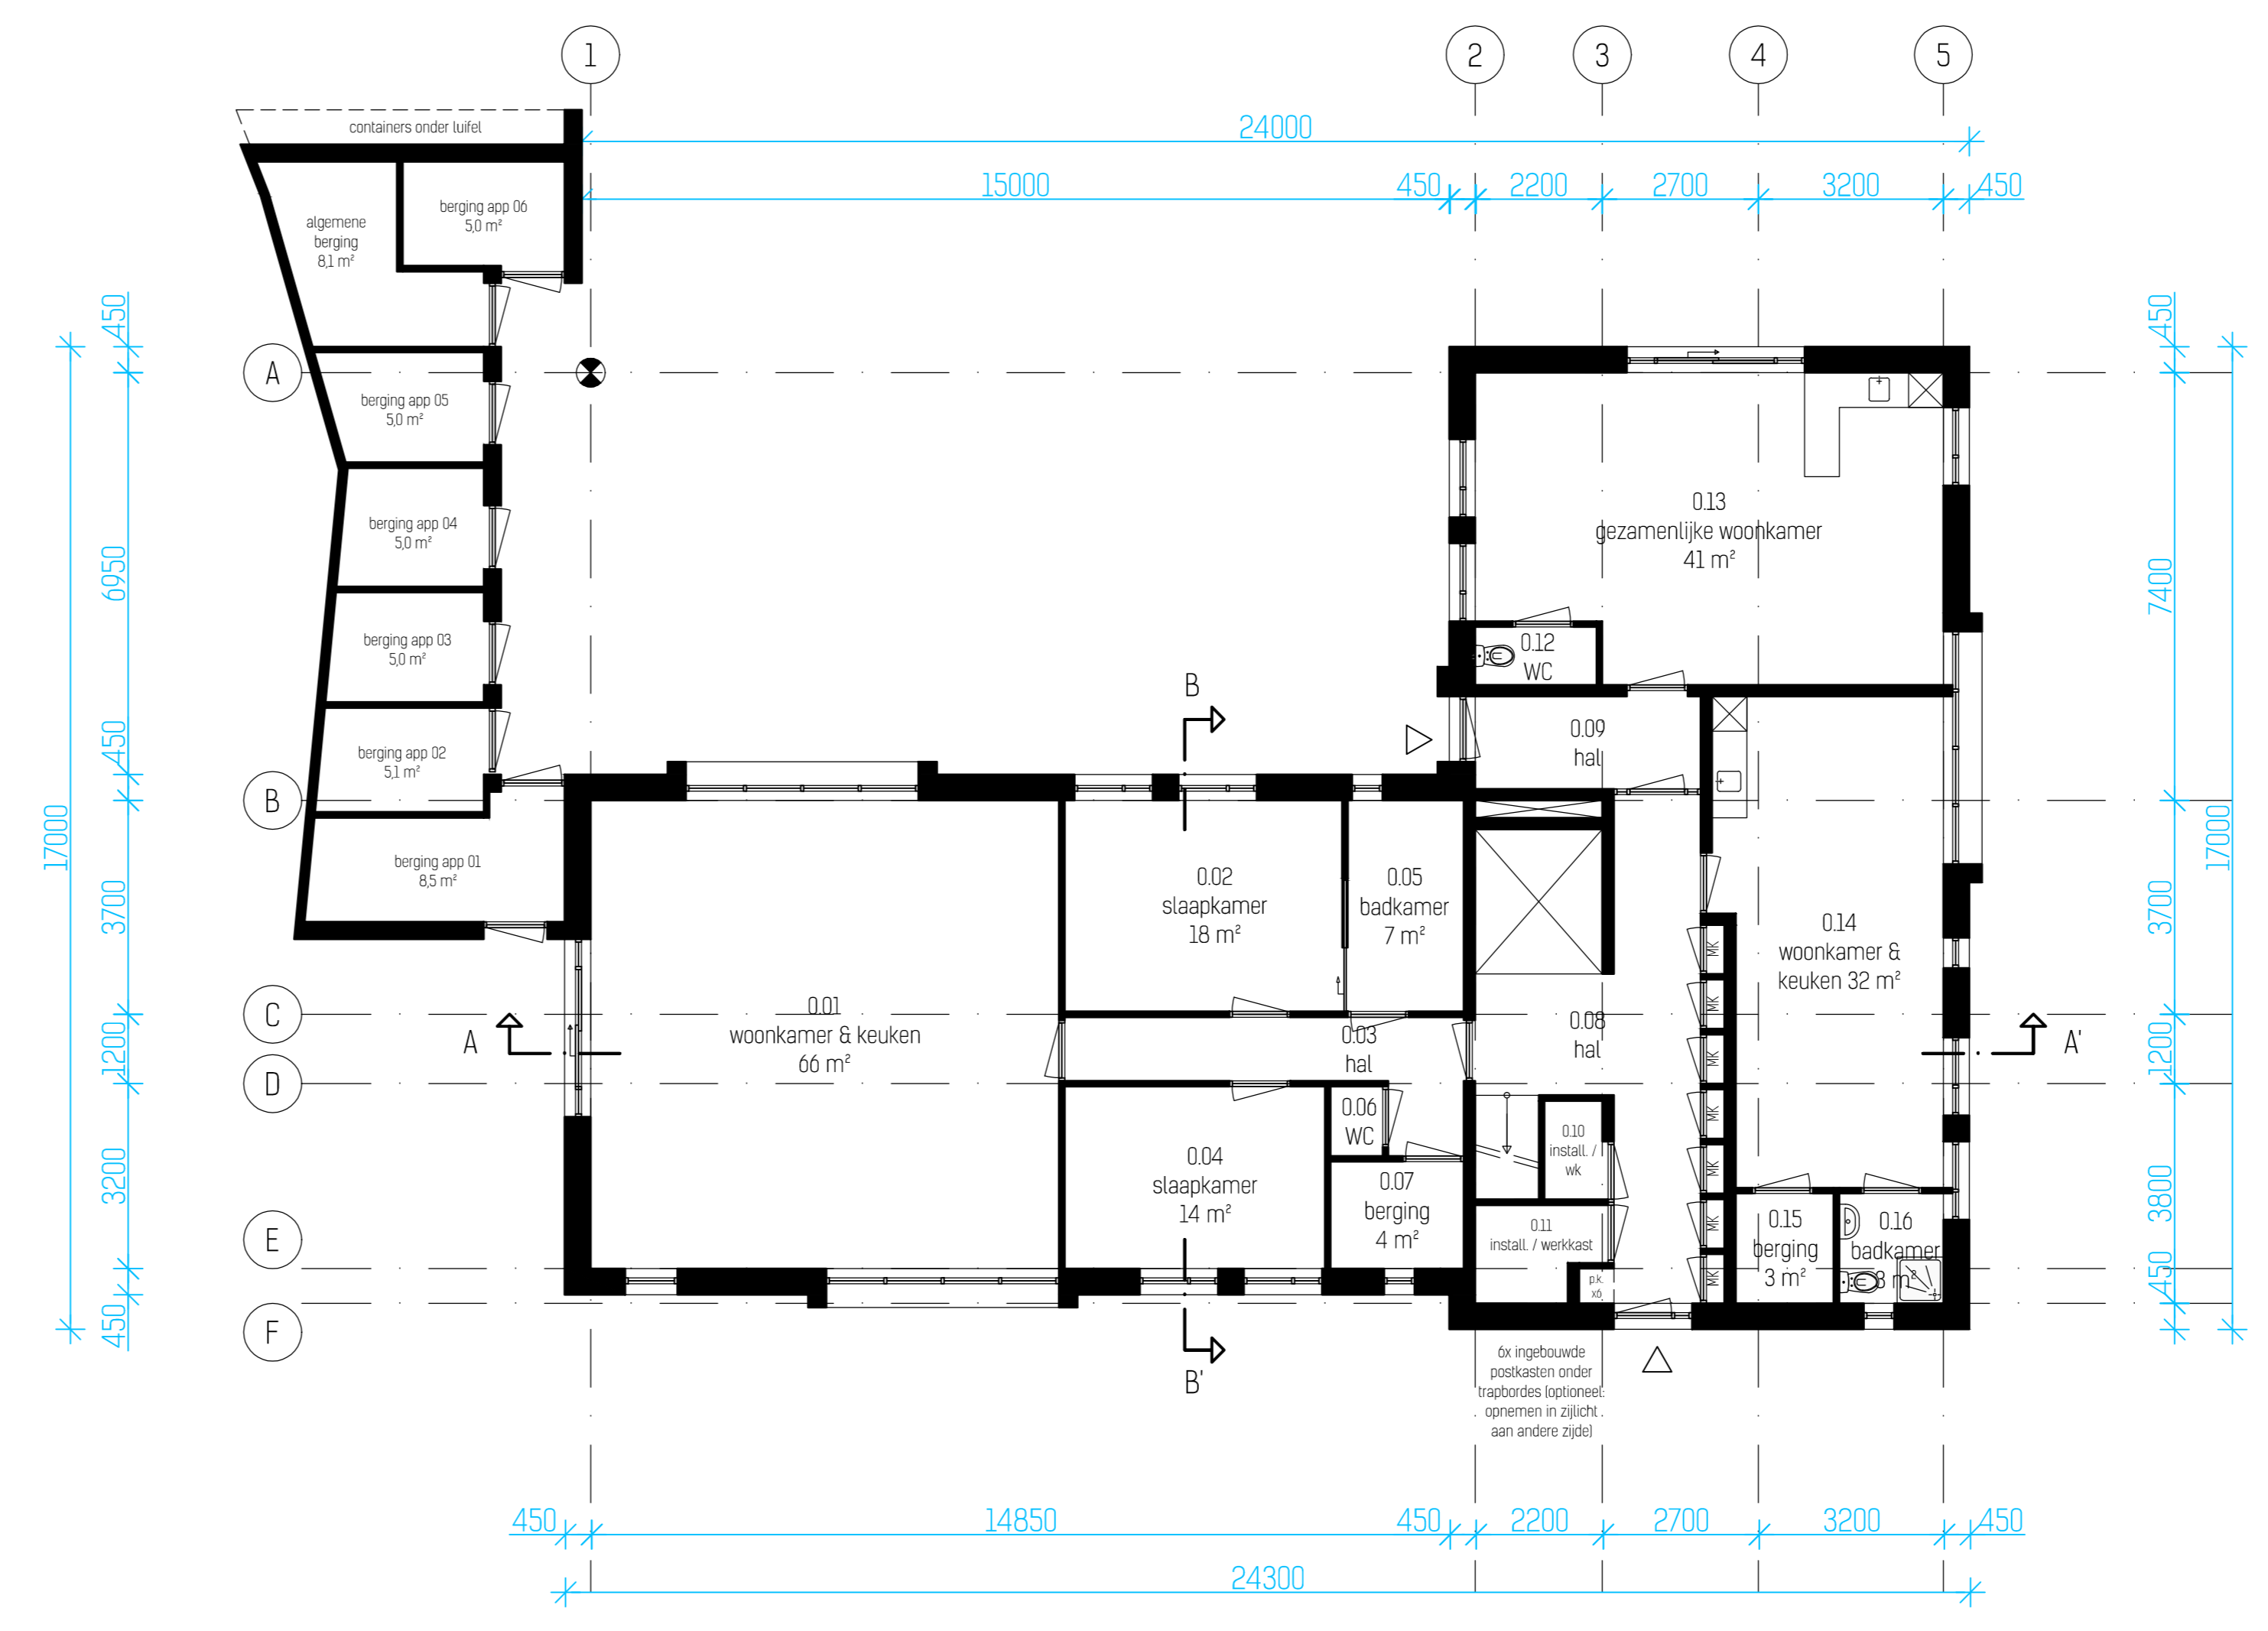 1
2
3
4
5
containers onder luifel
24000
15000
450
2200
2700
3200
450
berging app 06
5,0 m²
algemene
berging
8,1 m²
450
450
A
berging app 05
5,0 m²
0.13
gezamenlijke woonkamer
41 m²
berging app 04
5,0 m²
6950
7400
berging app 03
5,0 m²
0.12
WC
B
0.09
hal
450
berging app 02
5,1 m²
B
17000
17000
berging app 01
8,5 m²
3700
3700
0.02
slaapkamer
18 m²
0.05
badkamer
7 m²
0.14
woonkamer &
keuken 32 m²
MK
MK
MK
MK
MK
MK
MK
C
0.01
woonkamer & keuken
66 m²
0.03
hal
0.08
hal
A
A'
1200
1200
D
0.06
WC
0.10
install. /
wk
0.04
slaapkamer
14 m²
0.07
berging
4 m²
3200
3800
0.11
install. / werkkast
0.15
berging
3 m²
0.16
badkamer
3 m²
E
p.k.
x6
450
450
F
B'
6x ingebouwde
postkasten onder
trapbordes (optioneel:
opnemen in zijlicht
aan andere zijde)
450
14850
450
2200
2700
3200
450
24300